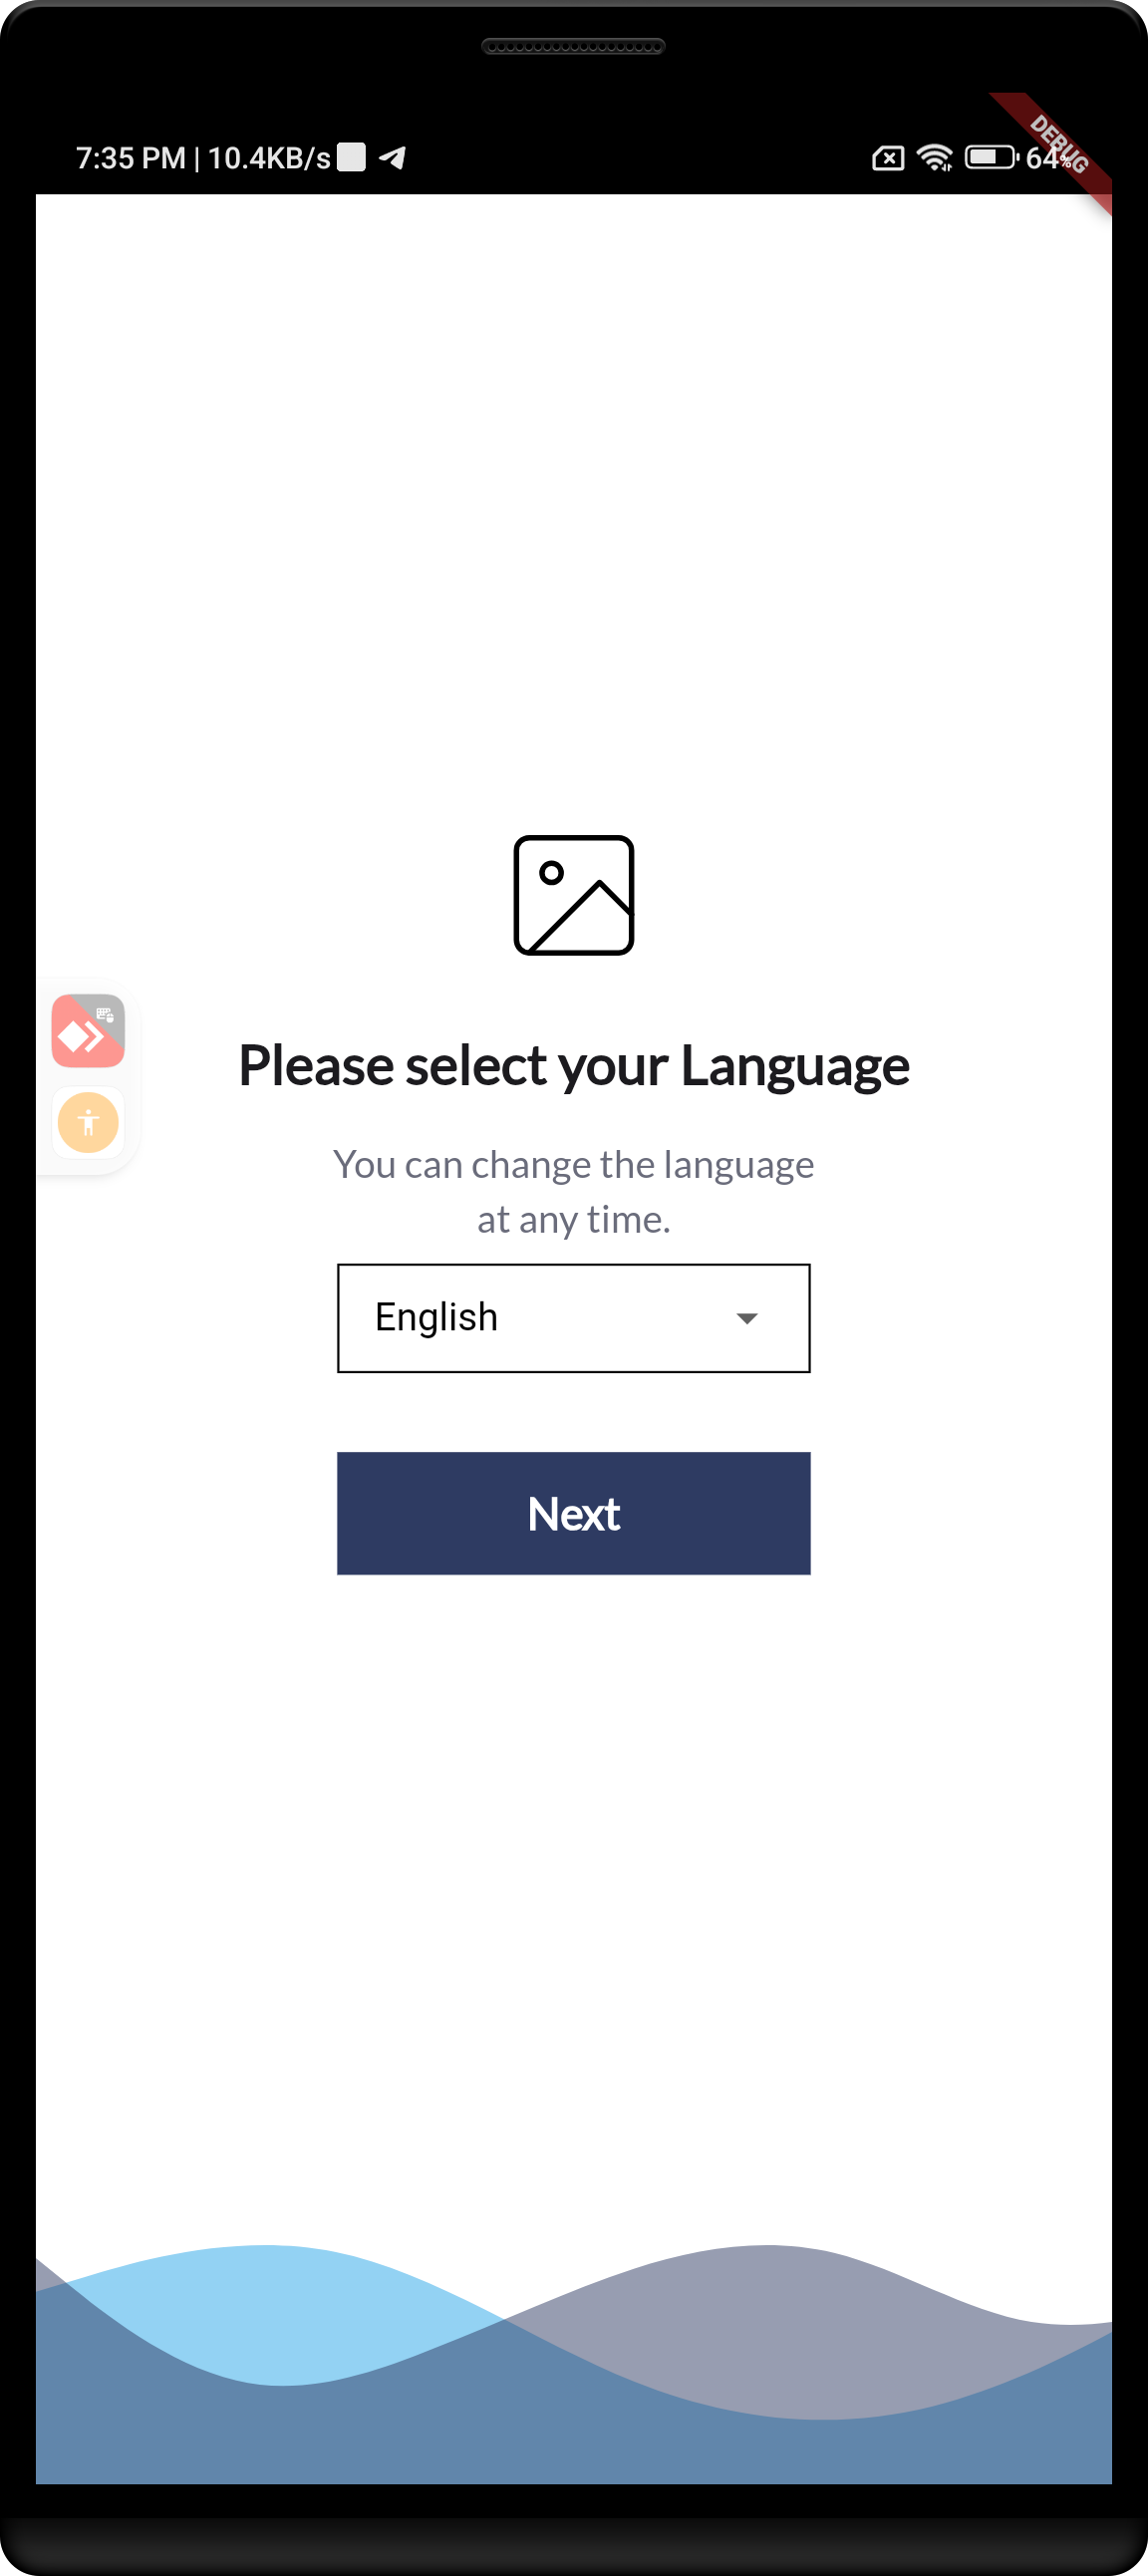 7:35 PM | 10.4KB/s
64%
DEBUG
Please select your Language
You can change the language
at any time.
English
Next